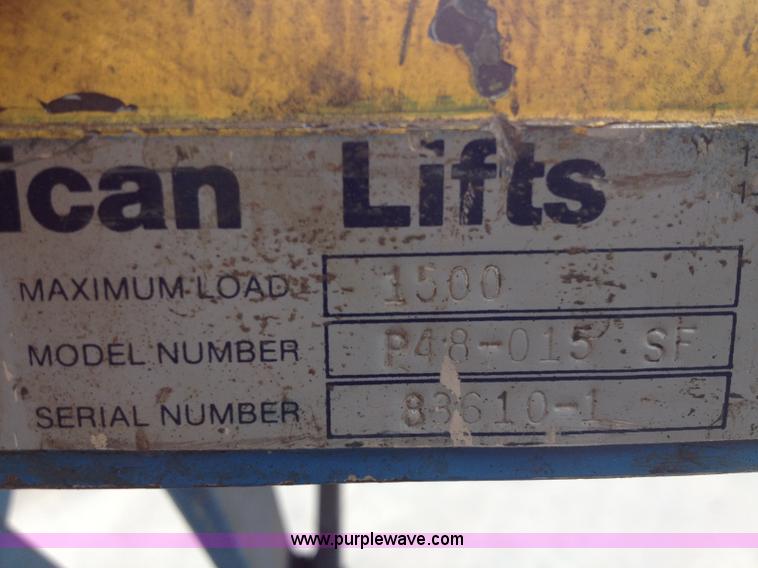 ican Lifts
MAXIMUM LOAD 1500
MODEL NUMBER P48-015 SF
SERIAL NUMBER 83610-1
www.purplewave.com